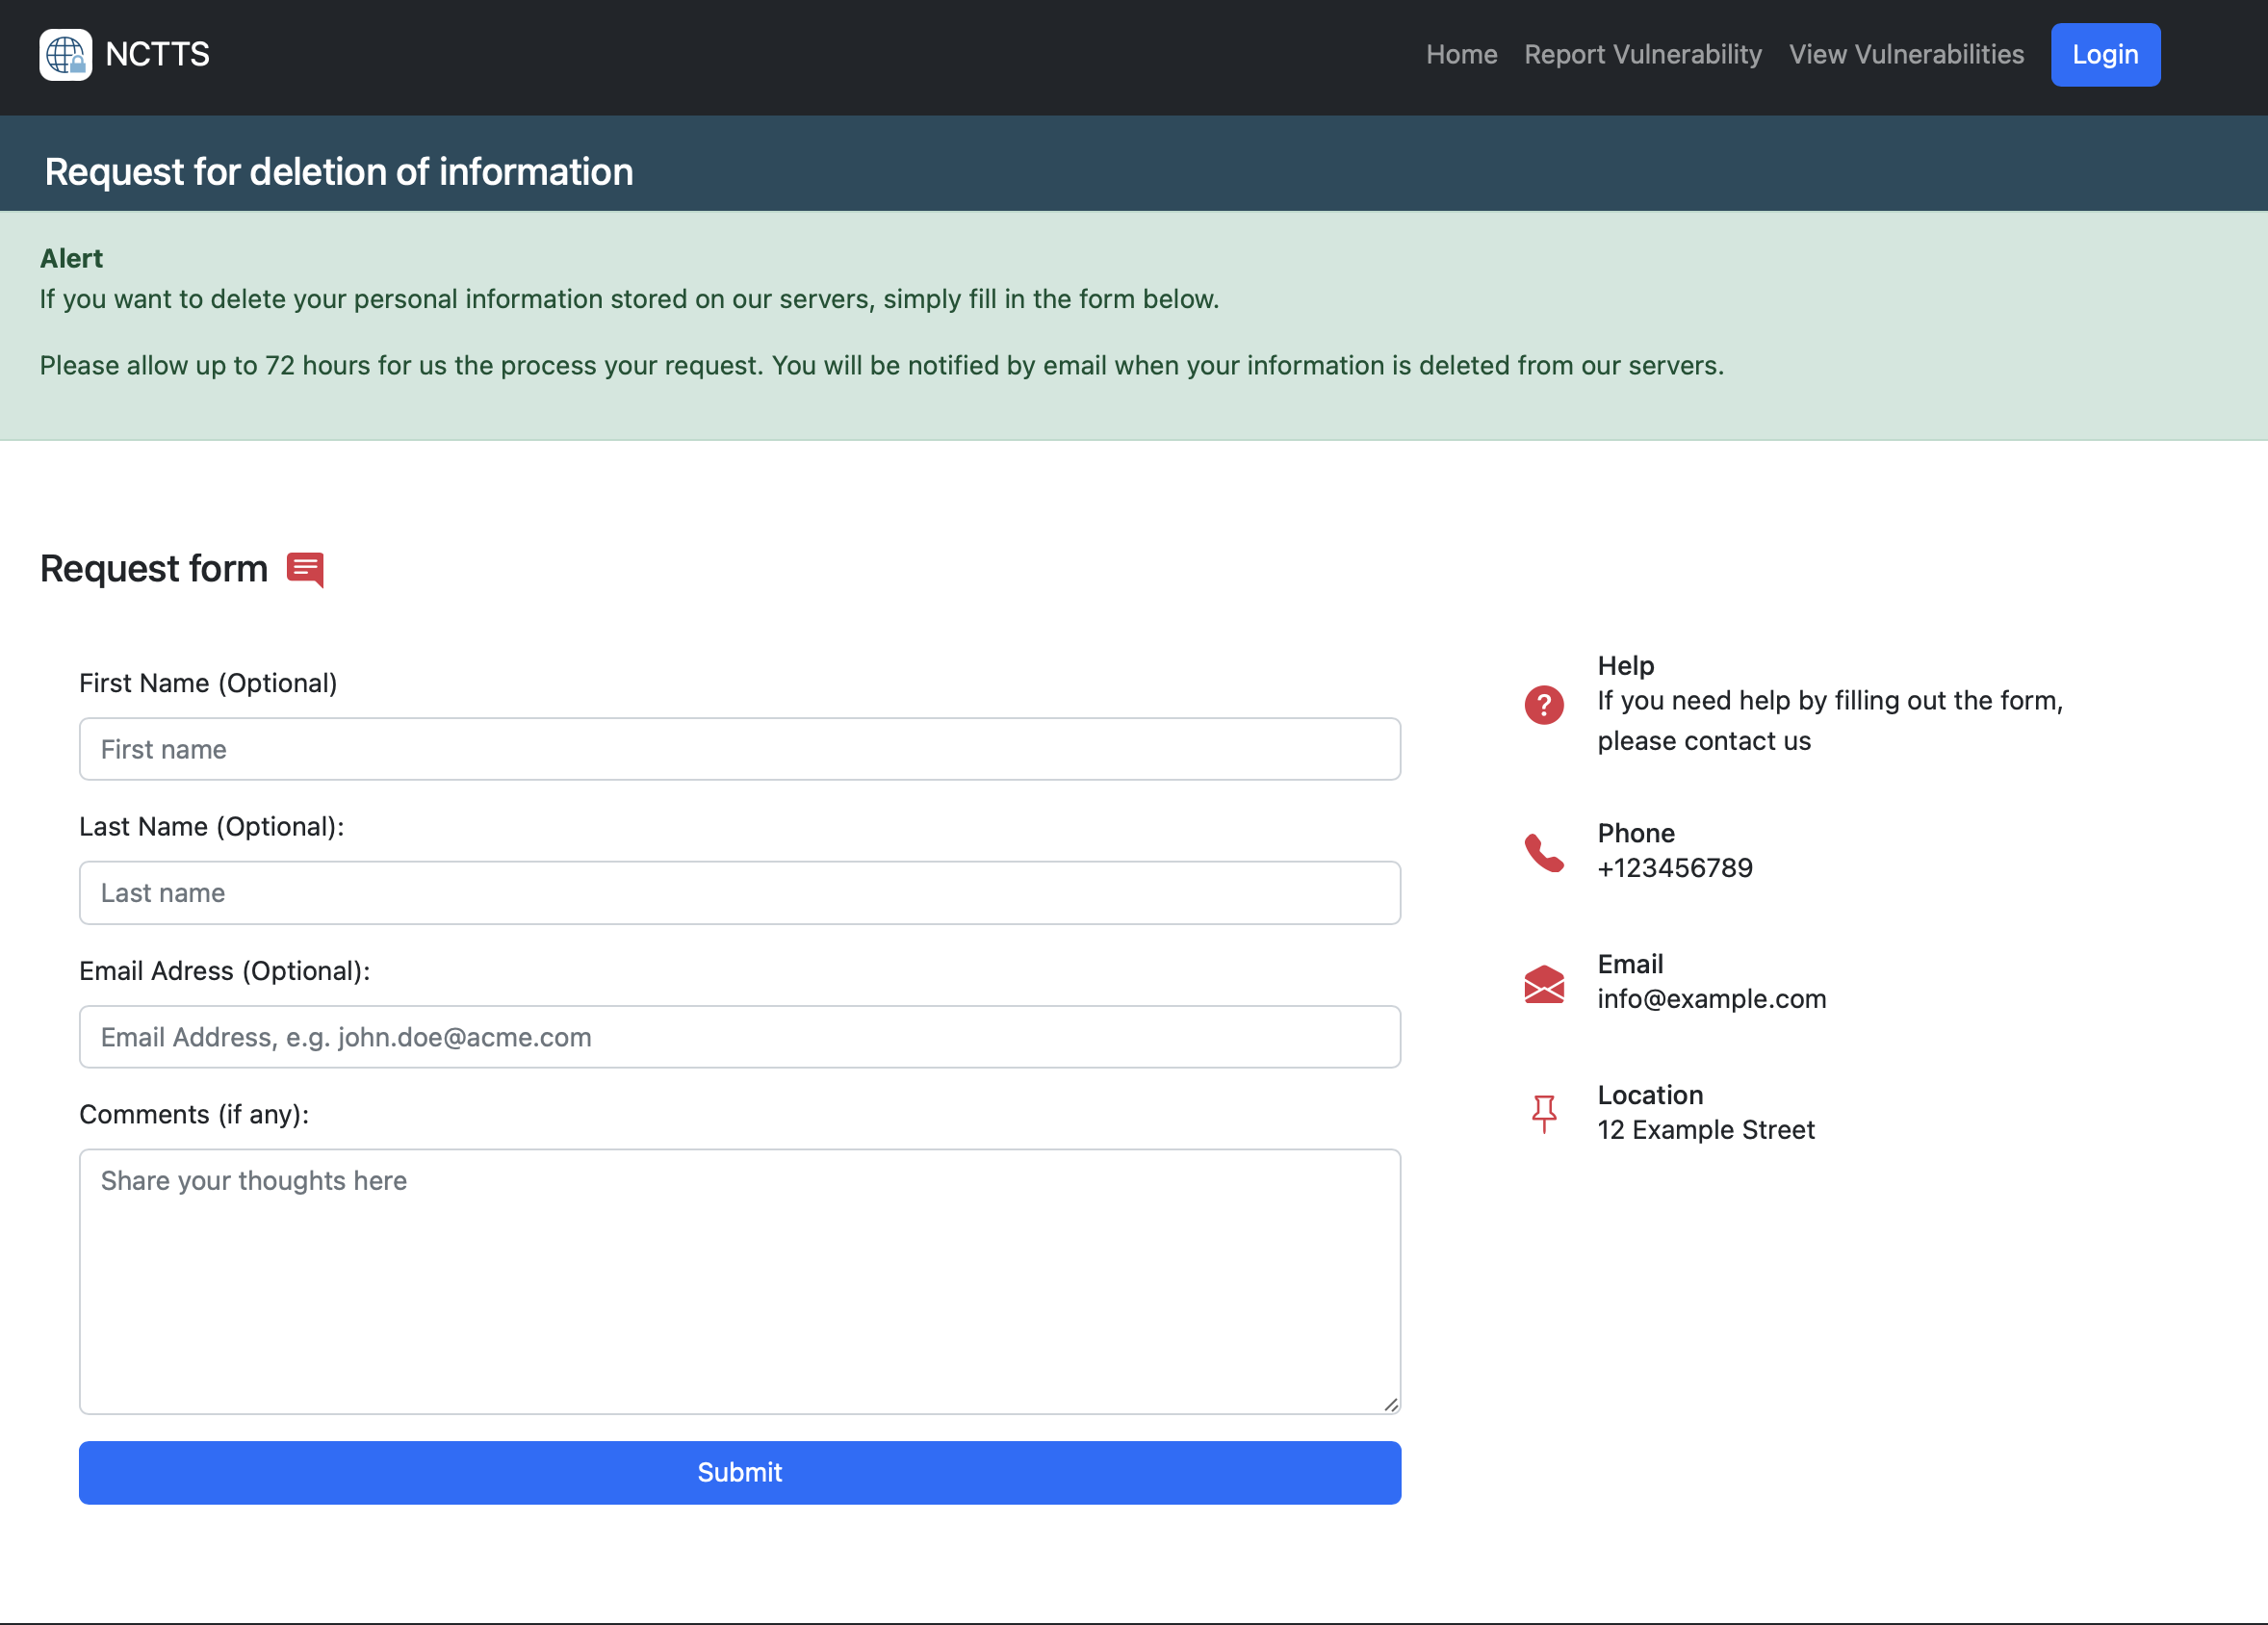 NCTTS
Home Report Vulnerability View Vulnerabilities Login
Request for deletion of information
Alert
If you want to delete your personal information stored on our servers, simply fill in the form below.
Please allow up to 72 hours for us the process your request. You will be notified by email when your information is deleted from our servers.
Request form
First Name (Optional)
First name
Last Name (Optional):
Last name
Email Adress (Optional):
Email Address, e.g. john.doe@acme.com
Comments (if any):
Share your thoughts here
Submit
Help
If you need help by filling out the form,
please contact us
Phone
+123456789
Email
info@example.com
Location
12 Example Street